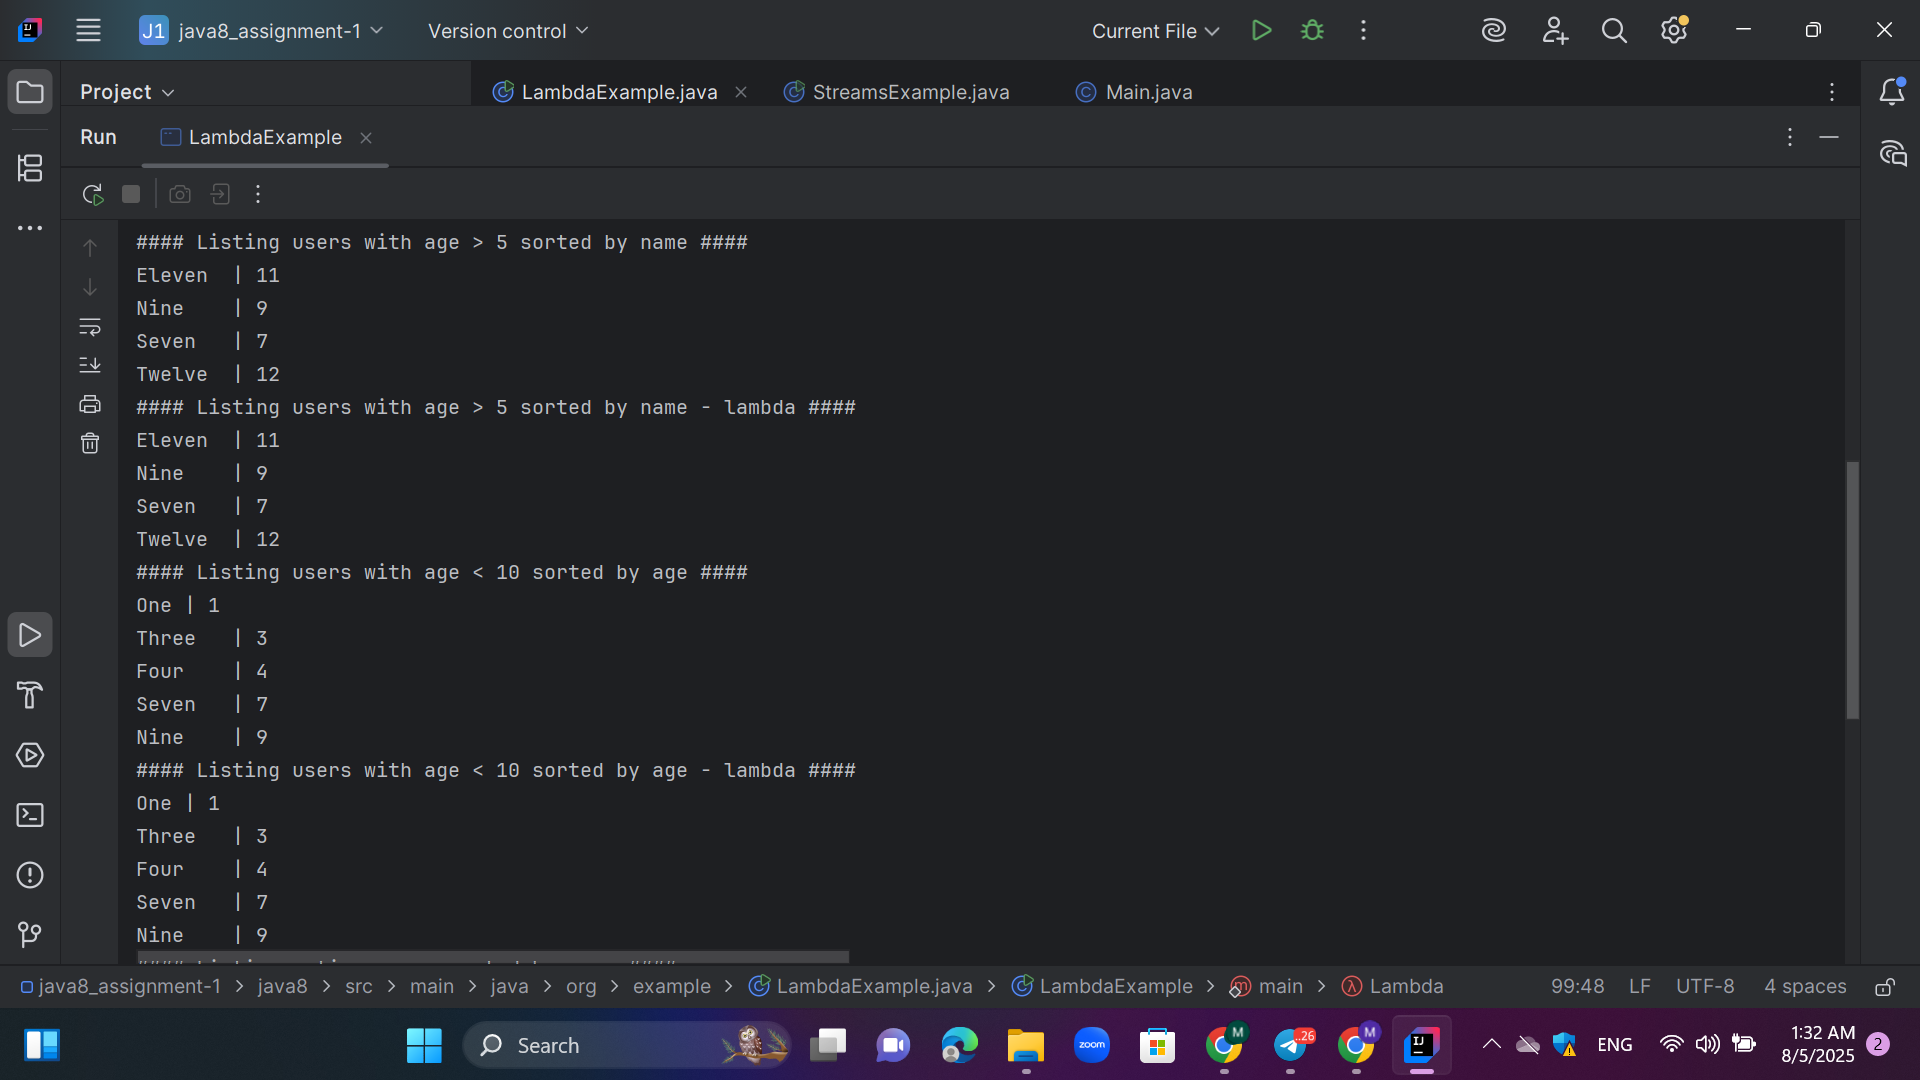 J1 java8_assignment-1 Version control Current File
Project LambdaExample.java StreamsExample.java Main.java
Run LambdaExample
#### Listing users with age > 5 sorted by name ####
Eleven | 11
Nine | 9
Seven | 7
Twelve | 12
#### Listing users with age > 5 sorted by name - lambda ####
Eleven | 11
Nine | 9
Seven | 7
Twelve | 12
#### Listing users with age < 10 sorted by age ####
One | 1
Three | 3
Four | 4
Seven | 7
Nine | 9
#### Listing users with age < 10 sorted by age - lambda ####
One | 1
Three | 3
Four | 4
Seven | 7
Nine | 9
java8_assignment-1 > java8 > src > main > java > org > example > LambdaExample.java > LambdaExample > main > Lambda 99:48 LF UTF-8 4 spaces
Search zoom M ..26 M IJ ENG 1:32 AM 2
8/5/2025